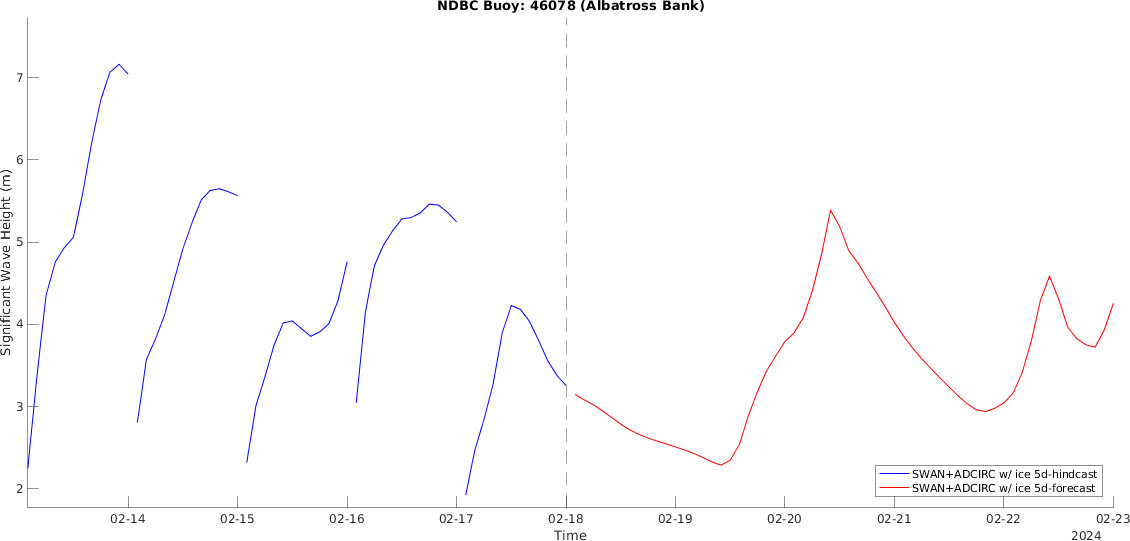 NDBC Buoy: 46078 (Albatross Bank)
Significant Wave Height (m)
7
6
5
4
3
2
02-14 02-15 02-16 02-17 02-18 02-19 02-20 02-21 02-22 02-23
Time
2024
SWAN+ADCIRC w/ ice 5d-hindcast
SWAN+ADCIRC w/ ice 5d-forecast